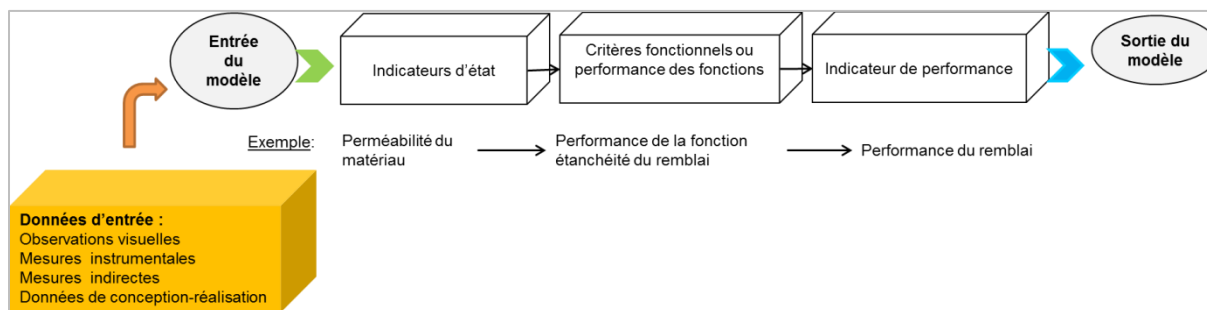 Entrée
du
modèle
Indicateurs d'état
Critères fonctionnels ou
performance des fonctions
Indicateur de performance
Sortie du
modèle
Exemple:
Perméabilité du
matériau
Performance de la fonction
étanchéité du remblai
Performance du remblai
Données d'entrée :
Observations visuelles
Mesures instrumentales
Mesures indirectes
Données de conception-réalisation